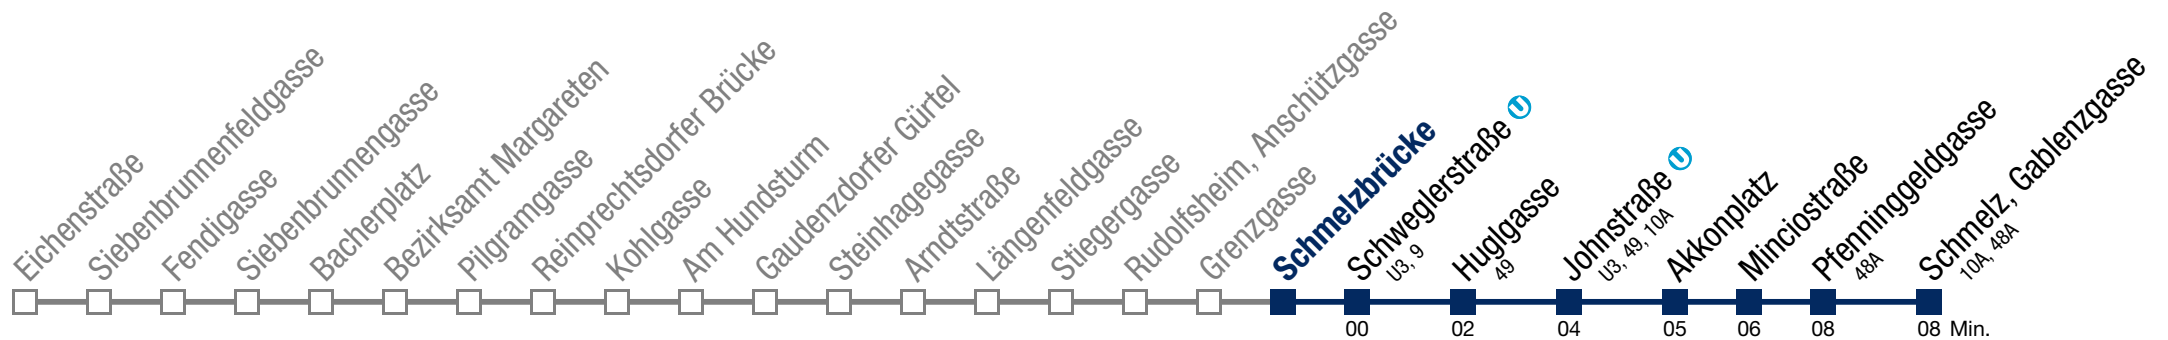 Eichenstraße
Siebenbrunnenfeldgasse
Fendigasse
Siebenbrunnengasse
Bacherplatz
Bezirksamt Margareten
Pilgramgasse
Reinprechtsdorfer Brücke
Kohlgasse
Am Hundsturm
Gaudenzdorfer Gürtel
Steinhagegasse
Arndtstraße
Längenfeldgasse
Stiegergasse
Rudolfsheim, Anschützgasse
Grenzgasse
Schmelzbrücke
Schweglerstraße U
U3, 9
Huglgasse
49
Johnstraße U
U3, 49, 10A
Akkonplatz
Minciostraße
Pfenninggeldgasse
48A
Schmelz, Gablenzgasse
10A, 48A
00 02 04 05 06 08 08 Min.